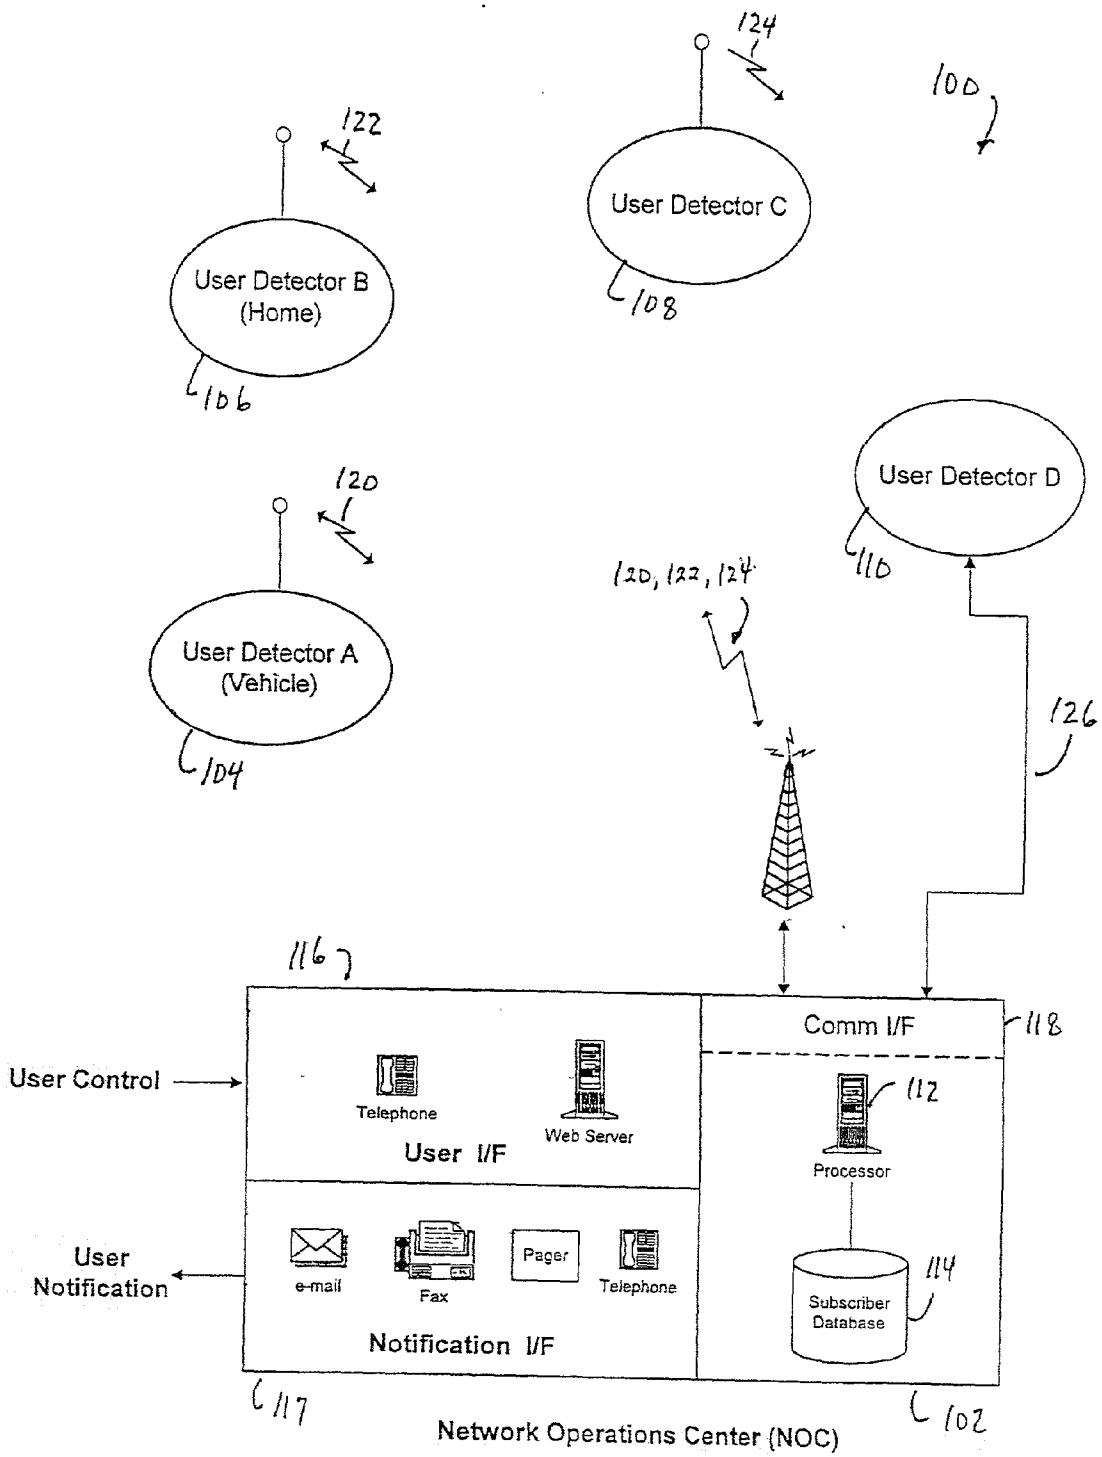 124
100
122
User Detector C
User Detector B
(Home)
108
106
120
User Detector D
110
120, 122, 124
User Detector A
(Vehicle)
126
104
116
Comm I/F
118
User Control
Telephone
Web Server
User I/F
112
Processor
User
Notification
e-mail
Fax
Pager
Telephone
Notification I/F
114
Subscriber
Database
117
102
Network Operations Center (NOC)